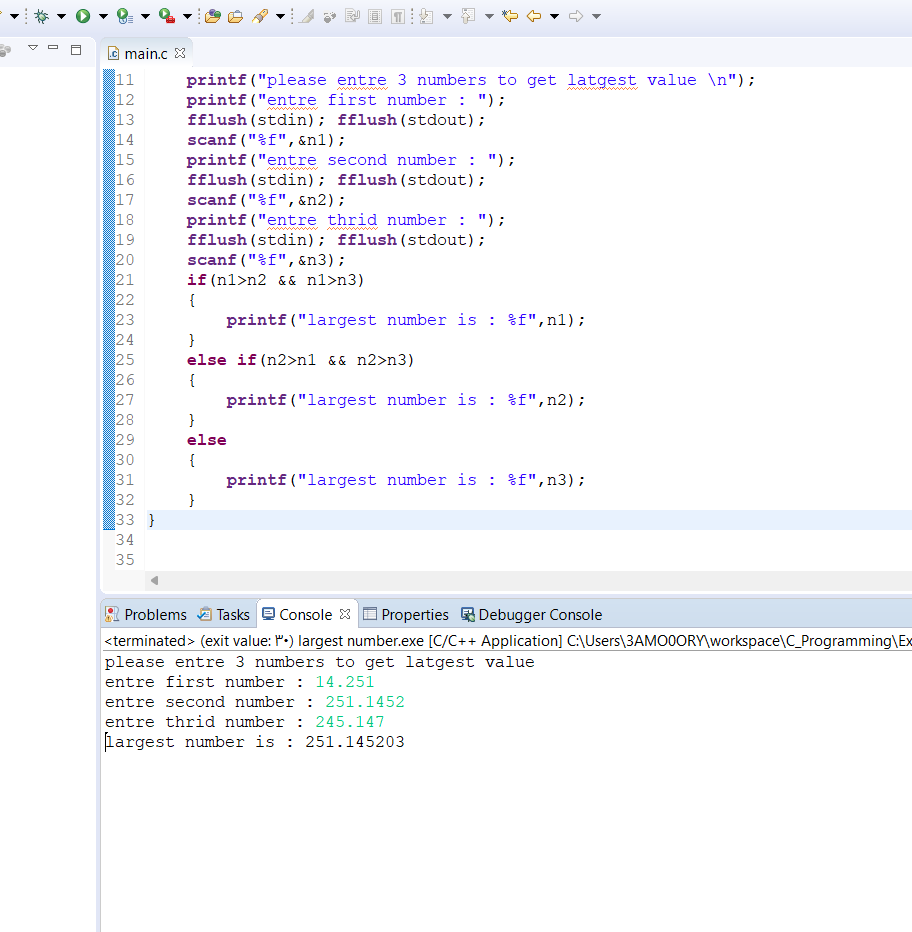 main.c
11 printf("please entre 3 numbers to get latgest value \n");
12 printf("entre first number : ");
13 fflush(stdin); fflush(stdout);
14 scanf("%f",&n1);
15 printf("entre second number : ");
16 fflush(stdin); fflush(stdout);
17 scanf("%f",&n2);
18 printf("entre thrid number : ");
19 fflush(stdin); fflush(stdout);
20 scanf("%f",&n3);
21 if(n1>n2 && n1>n3)
22 {
23 printf("largest number is : %f",n1);
24 }
25 else if(n2>n1 && n2>n3)
26 {
27 printf("largest number is : %f",n2);
28 }
29 else
30 {
31 printf("largest number is : %f",n3);
32 }
33 }
34
35
Problems Tasks Console Properties Debugger Console
<terminated> (exit value: ٣٠) largest number.exe [C/C++ Application] C:\Users\3AMO0ORY\workspace\C_Programming\Ex
please entre 3 numbers to get latgest value
entre first number : 14.251
entre second number : 251.1452
entre thrid number : 245.147
largest number is : 251.145203